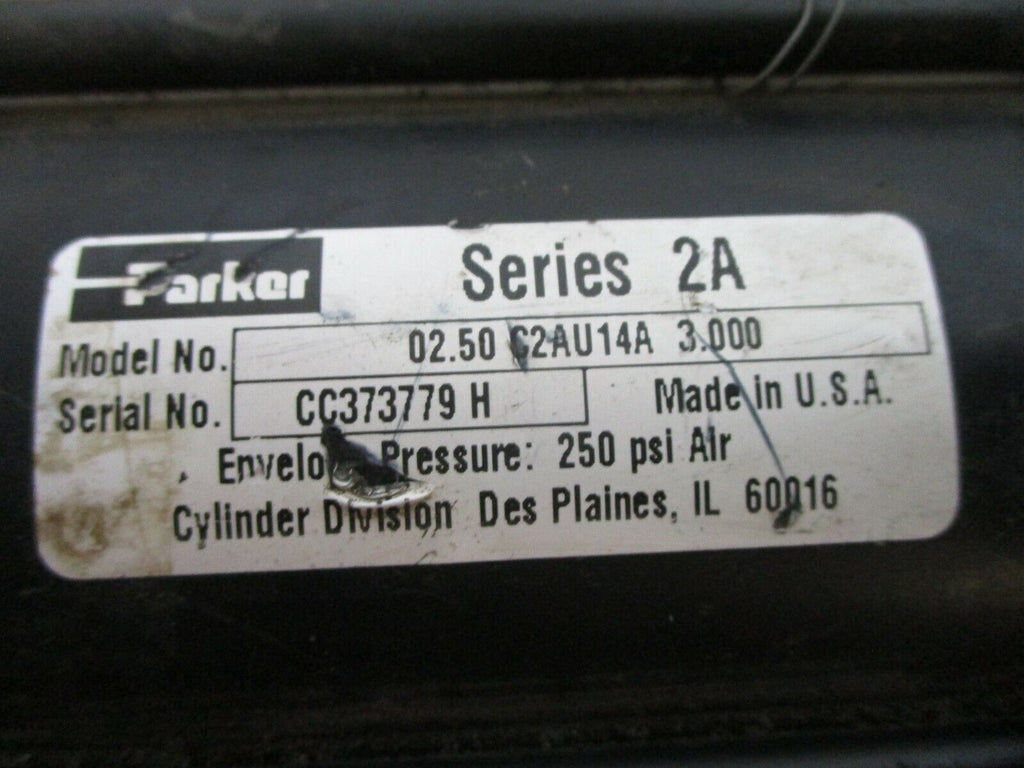 Parker Series 2A
Model No. 02.50 C2AU14A 3.000
Serial No. CC373779 H Made in U.S.A.
Pressure: 250 psi Air
Cylinder Division Des Plaines, IL 60016